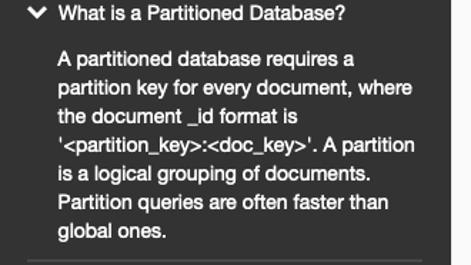 What is a Partitioned Database?
A partitioned database requires a
partition key for every document, where
the document _id format is
'<partition_key>:<doc_key>'. A partition
is a logical grouping of documents.
Partition queries are often faster than
global ones.